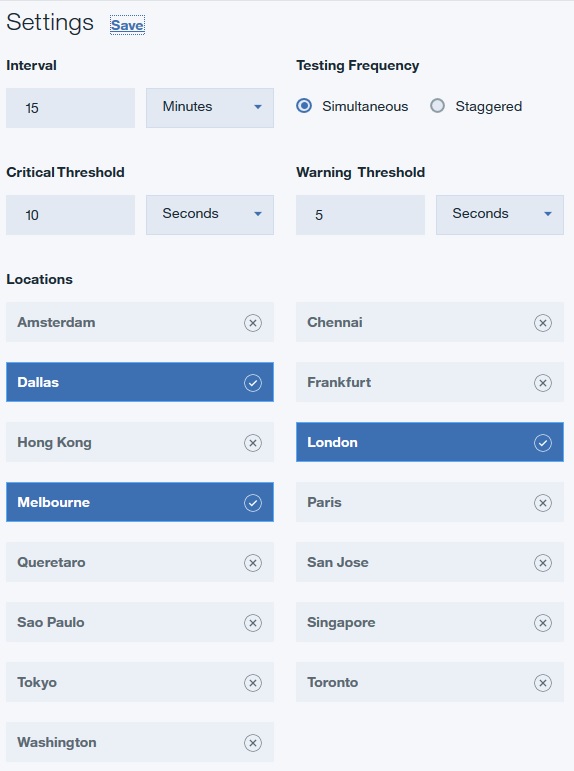 Settings Save
Interval Testing Frequency
15 Minutes Simultaneous Staggered
Critical Threshold Warning Threshold
10 Seconds 5 Seconds
Locations
Amsterdam Chennai
Dallas Frankfurt
Hong Kong London
Melbourne Paris
Queretaro San Jose
Sao Paulo Singapore
Tokyo Toronto
Washington